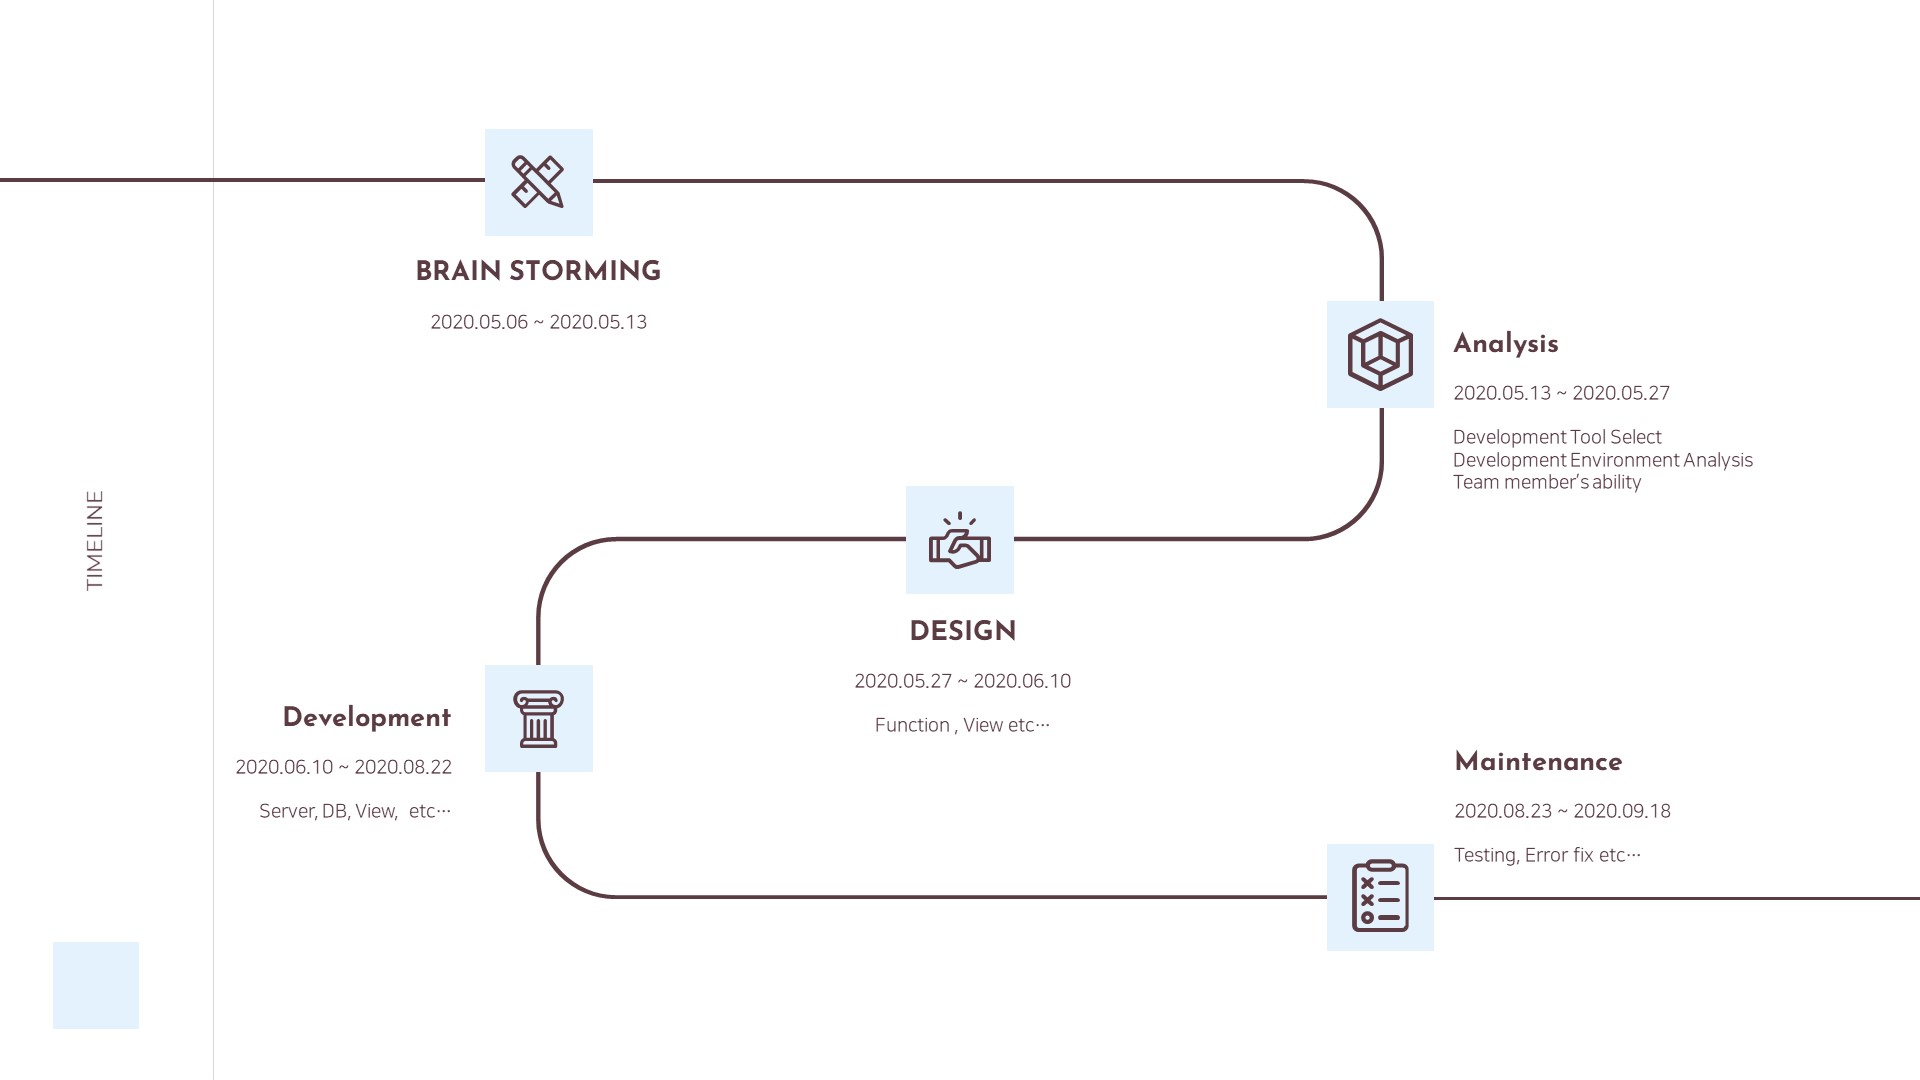 TIMELINE
BRAIN STORMING
2020.05.06 ~ 2020.05.13
Analysis
2020.05.13 ~ 2020.05.27
Development Tool Select
Development Environment Analysis
Team member’s ability
DESIGN
2020.05.27 ~ 2020.06.10
Function , View etc…
Development
2020.06.10 ~ 2020.08.22
Server, DB, View,  etc…
Maintenance
2020.08.23 ~ 2020.09.18
Testing, Error fix etc…